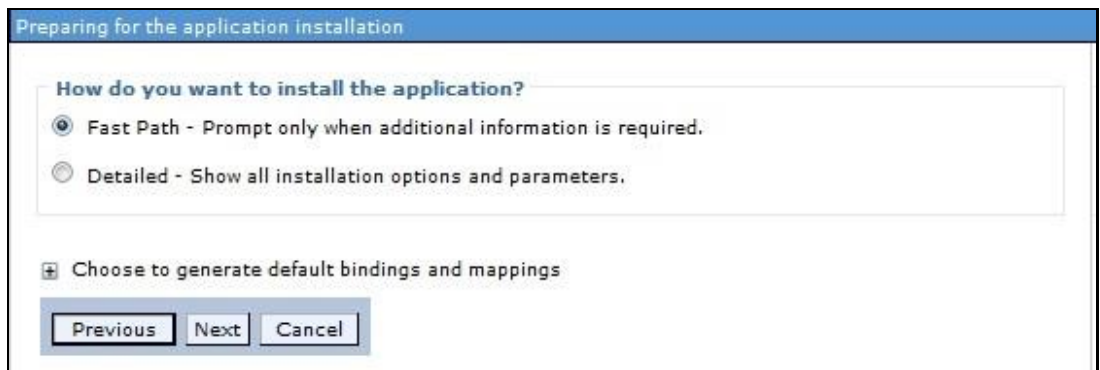 Preparing for the application installation
How do you want to install the application?
Fast Path - Prompt only when additional information is required.
Detailed - Show all installation options and parameters.
Choose to generate default bindings and mappings
Previous Next Cancel